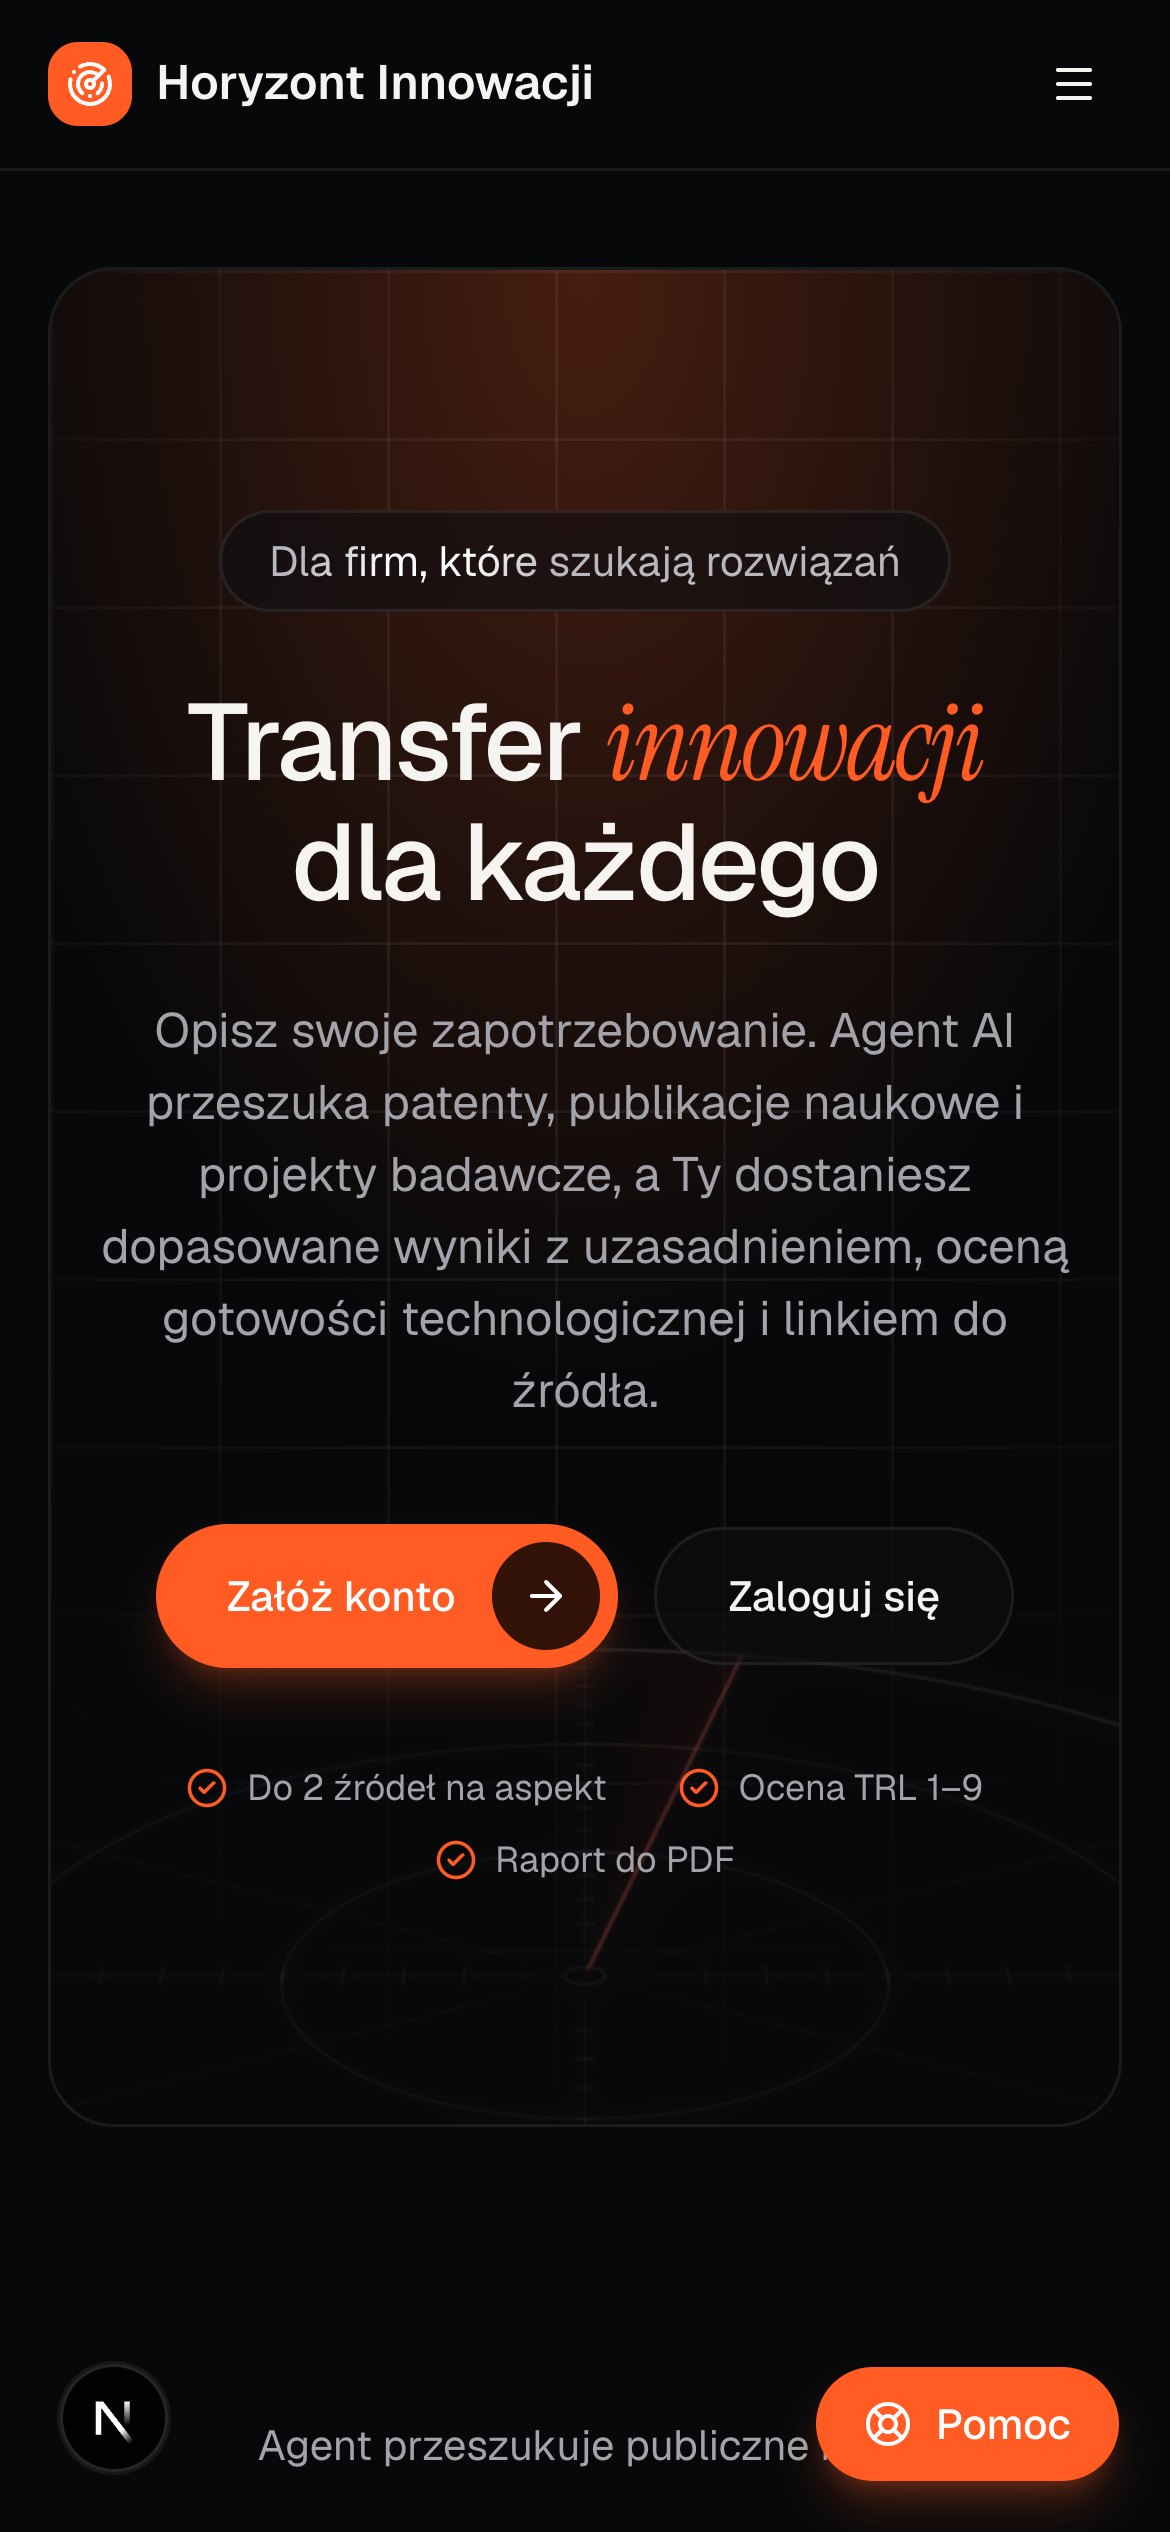 Horyzont Innowacji
Dla firm, które szukają rozwiązań
Transfer innowacji
dla każdego
Opisz swoje zapotrzebowanie. Agent AI
przeszuka patenty, publikacje naukowe i
projekty badawcze, a Ty dostaniesz
dopasowane wyniki z uzasadnieniem, oceną
gotowości technologicznej i linkiem do
źródła.
Załóż konto
Zaloguj się
Do 2 źródeł na aspekt
Ocena TRL 1–9
Raport do PDF
N
Agent przeszukuje publiczne
Pomoc